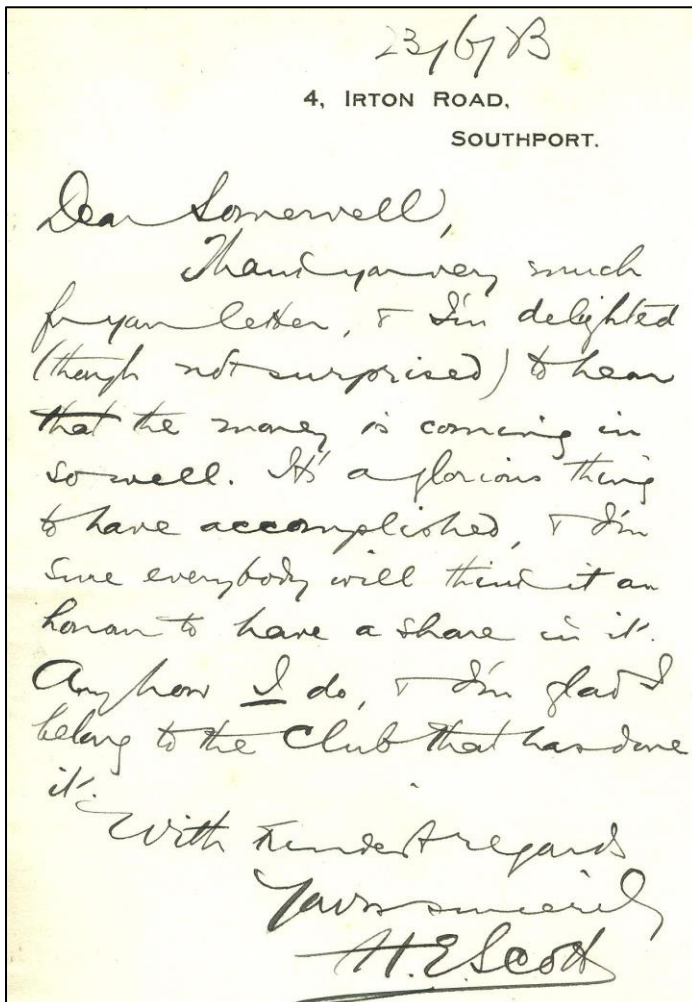 23/6/23
4, IRTON ROAD,
SOUTHPORT.
Dear Somervell,
Thank you very much
for your letter, & I'm delighted
(though not surprised) to hear
that the money is coming in
so well. It's a glorious thing
to have accomplished, & I'm
sure everybody will think it an
honour to have a share in it.
Anyhow I do, & I'm glad I
belong to the Club that has done
it.
With kindest regards
Yours sincerely
H.E. Scott